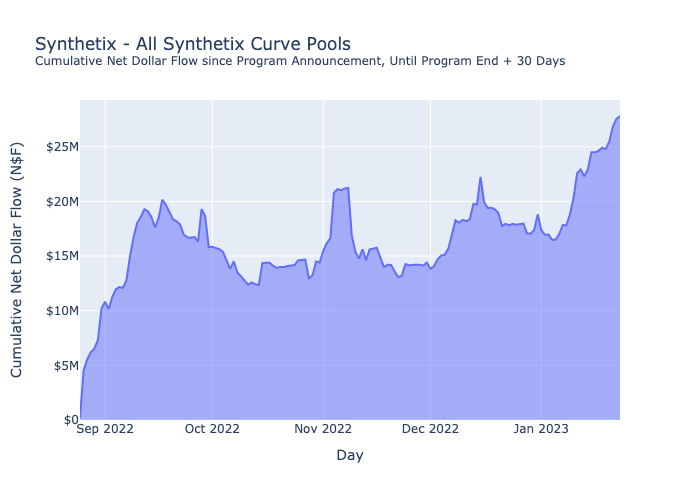 Synthetix - All Synthetix Curve Pools
Cumulative Net Dollar Flow since Program Announcement, Until Program End + 30 Days
Cumulative Net Dollar Flow (N$F)
$25M
$20M
$15M
$10M
$5M
$0
Sep 2022 Oct 2022 Nov 2022 Dec 2022 Jan 2023
Day